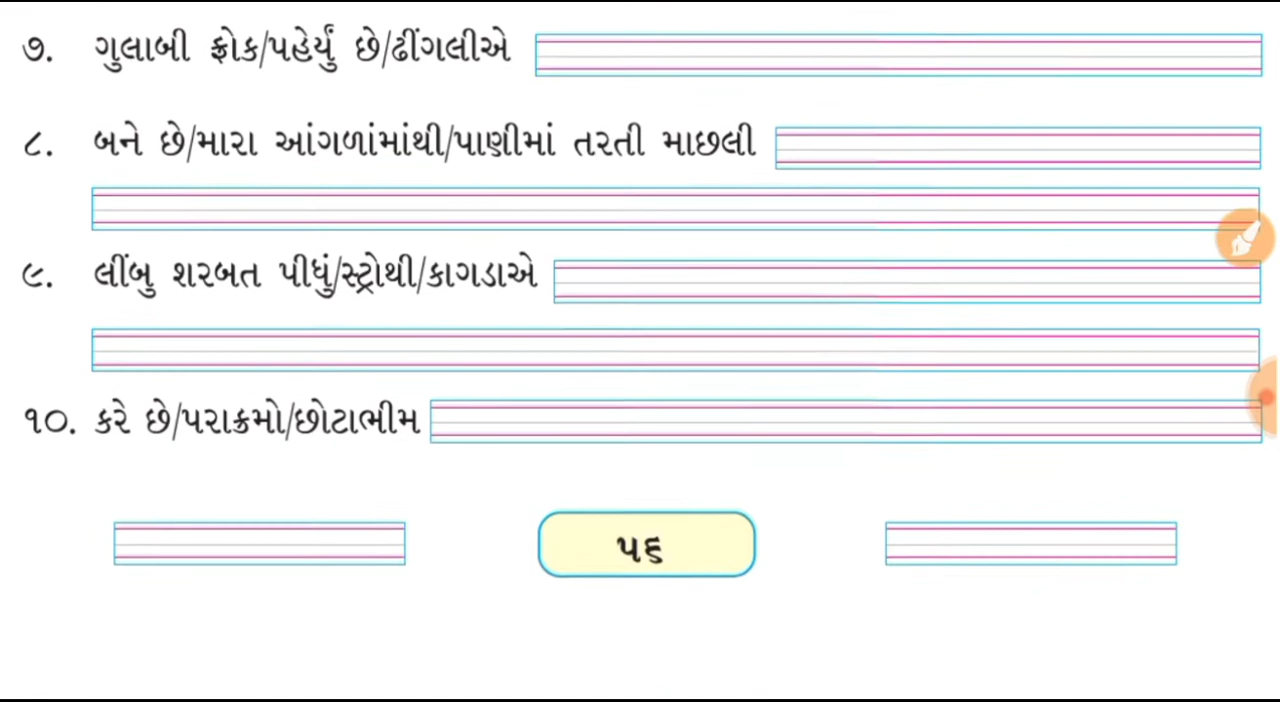 ૭. ગુલાબી ફ્રોક/પહેર્યું છે/ઢીંગલીએ
૮. બને છે/મારા આંગળાંમાંથી/પાણીમાં તરતી માછલી
૯. લીંબુ શરબત પીધું/સ્ટ્રોથી/કાગડાએ
૧૦. કરે છે/પરાક્રમો/છોટાભીમ
૫૬